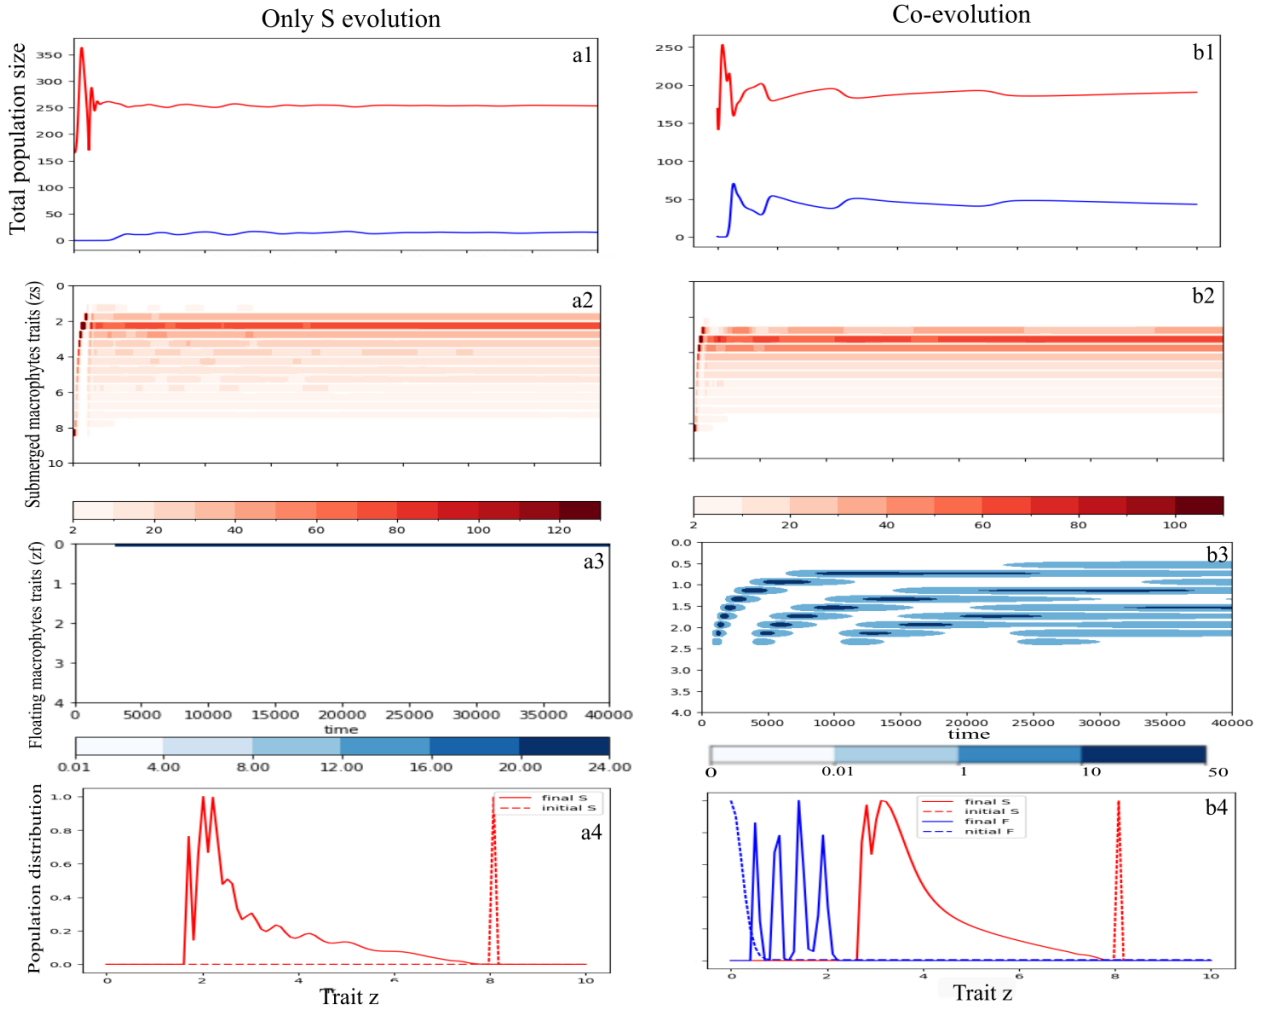 Only S evolution
Co-evolution
Total population size
a1
350
300
250
200
150
100
50
0
b1
250
200
150
100
50
0
Submerged macrophytes traits (zs)
a2
0
2
4
6
8
10
b2
2 20 40 60 80 100 120
2 20 40 60 80 100
Floating macrophytes traits (zf)
a3
0
1
2
3
4
0 5000 10000 15000 20000 25000 30000 35000 40000
time
b3
0.0
0.5
1.0
1.5
2.0
2.5
3.0
3.5
4.0
0 5000 10000 15000 20000 25000 30000 35000 40000
time
0.01 4.00 8.00 12.00 16.00 20.00 24.00
0 0.01 1 10 50
Population distribution
1.0
0.8
0.6
0.4
0.2
0.0
final S
initial S
a4
0 2 4 6 8 10
Trait z
final S
initial S
final F
nitial F
b4
0 2 4 6 8 10
Trait z